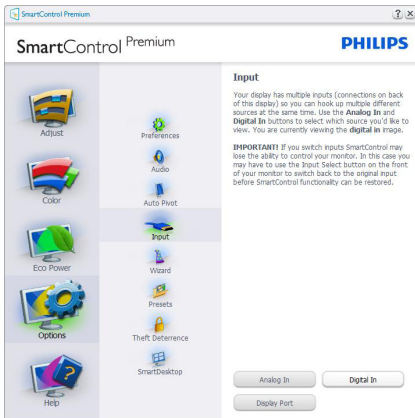 SmartControl Premium
SmartControl Premium
PHILIPS
Adjust
Color
Eco Power
Options
Help
Preferences
Audio
Auto Pivot
Input
Wizard
Presets
Theft Deterrence
SmartDesktop
Input
Your display has multiple inputs (connections on back
of this display) so you can hook up multiple different
sources at the same time. Use the Analog In and
Digital In buttons to select which source you'd like to
view. You are currently viewing the digital in image.
IMPORTANT! If you switch inputs SmartControl may
lose the ability to control your monitor. In this case you
may have to use the Input Select button on the front
of your monitor to switch back to the original input
before SmartControl functionality can be restored.
Analog In
Digital In
Display Port